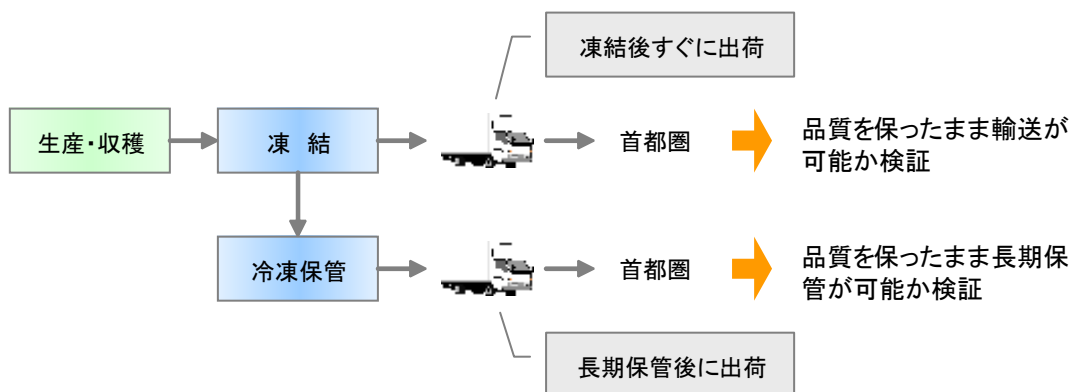 凍結後すぐに出荷
生産・収穫
凍 結
首都圏
品質を保ったまま輸送が
可能か検証
冷凍保管
首都圏
品質を保ったまま長期保
管が可能か検証
長期保管後に出荷